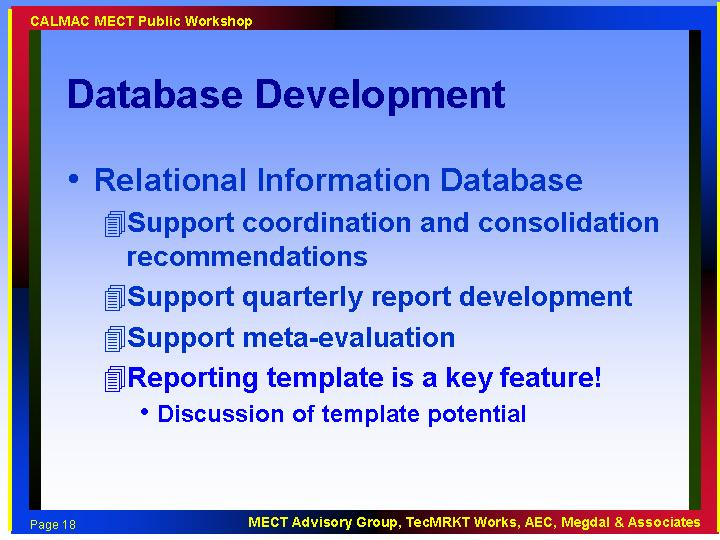 CALMAC MECT Public Workshop
Database Development
• Relational Information Database
Support coordination and consolidation
recommendations
Support quarterly report development
Support meta-evaluation
Reporting template is a key feature!
• Discussion of template potential
Page 18
MECT Advisory Group, TecMRKT Works, AEC, Megdal & Associates